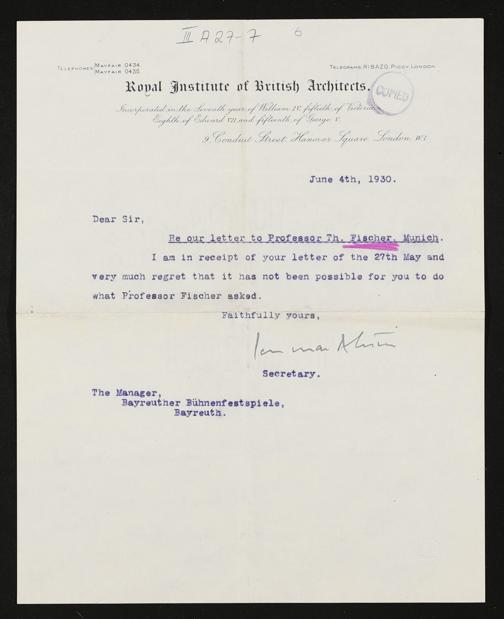 III A 27-7 6
TELEPHONES MAYFAIR 0434
MAYFAIR 0435
TELEGRAMS, RIBAZO, PICCY, LONDON
Royal Institute of British Architects.
COPIED
Incorporated in the Seventh year of William IV. fiftieth of Victoria
Eighth of Edward VII and fifteenth of George V.
9 Conduit Street Hanover Square London W1
June 4th, 1930.
Dear Sir,
Re our letter to Professor Th. Fischer, Munich.
I am in receipt of your letter of the 27th May and
very much regret that it has not been possible for you to do
what Professor Fischer asked.
Faithfully yours,
Secretary.
The Manager,
Bayreuther Bühnenfestspiele,
Bayreuth.